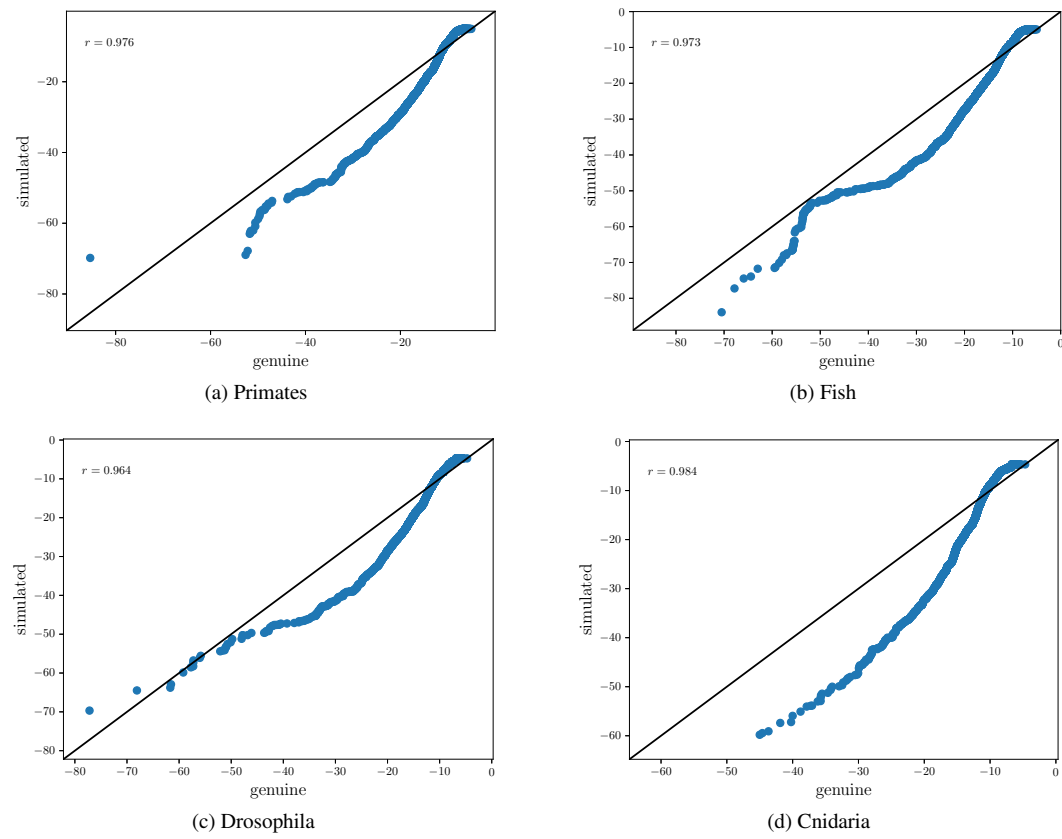 r = 0.976
−20
−40
−60
−80
simulated
−80 −60 −40 −20
genuine
(a) Primates
0
−10
−20
−30
−40
−50
−60
−70
−80
r = 0.973
simulated
−80 −70 −60 −50 −40 −30 −20 −10 0
genuine
(b) Fish
0
−10
−20
−30
−40
−50
−60
−70
−80
r = 0.964
simulated
−80 −70 −60 −50 −40 −30 −20 −10 0
genuine
(c) Drosophila
0
−10
−20
−30
−40
−50
−60
r = 0.984
simulated
−60 −50 −40 −30 −20 −10 0
genuine
(d) Cnidaria